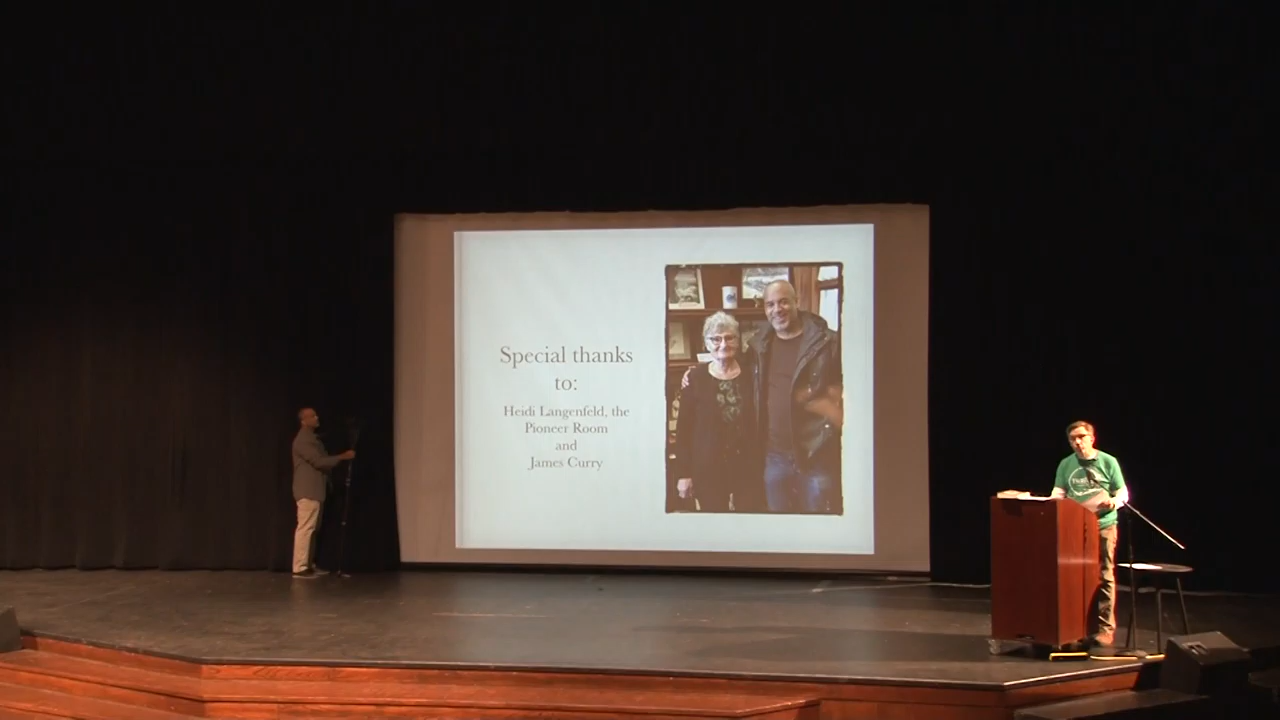 Special thanks
to:
Heidi Langenfeld, the
Pioneer Room
and
James Curry